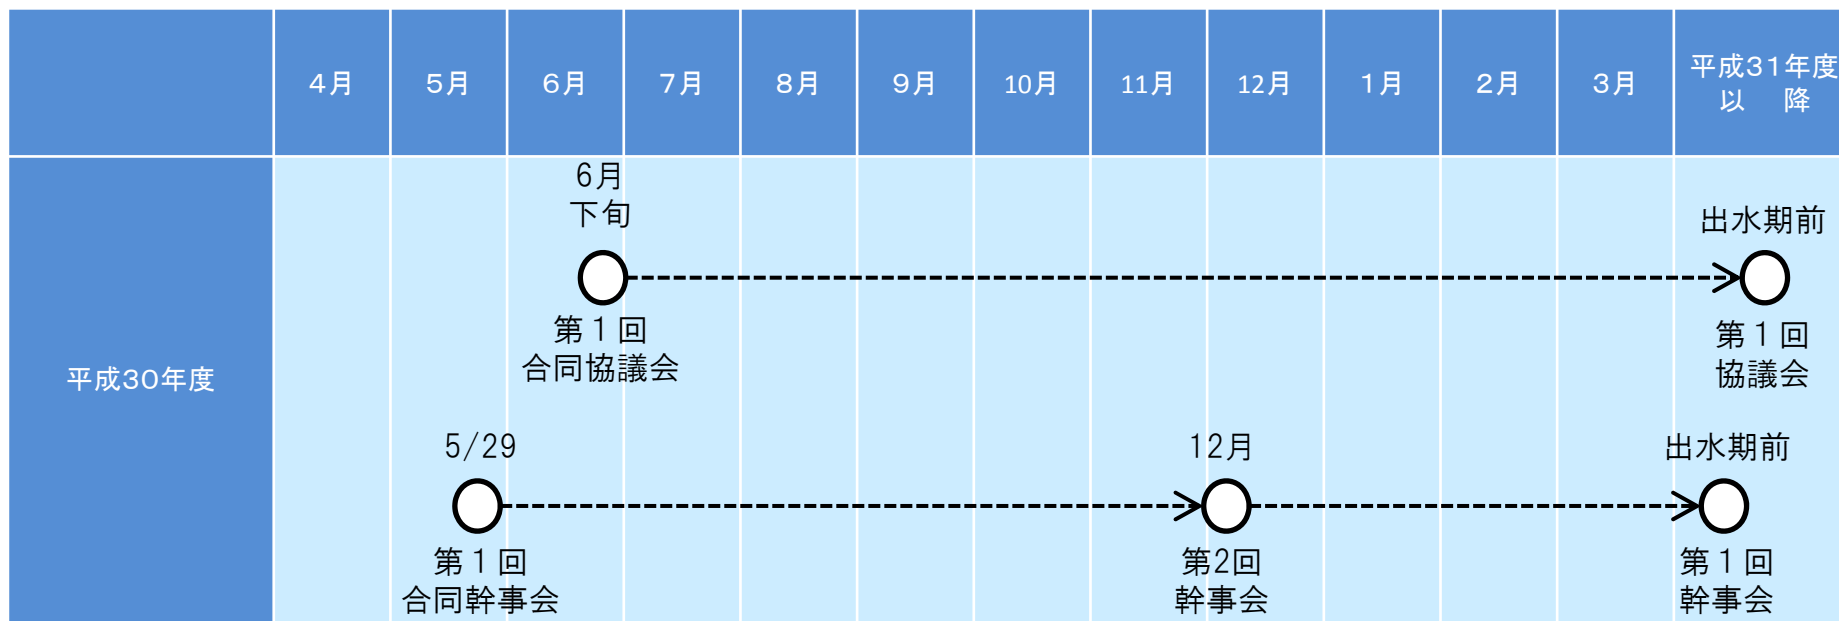 4月 5月 6月 7月 8月 9月 10月 11月 12月 1月 2月 3月 平成31年度
以 降
平成30年度
6月
下旬
第1回
合同協議会
出水期前
第1回
協議会
5/29
第1回
合同幹事会
12月
第2回
幹事会
出水期前
第1回
幹事会